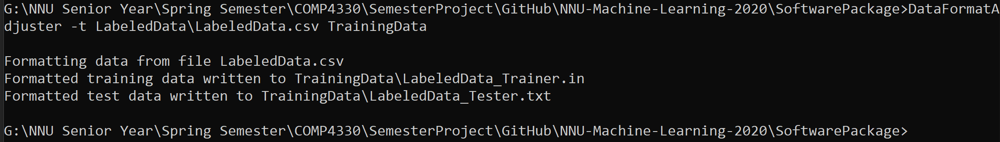 G:\NNU Senior Year\Spring Semester\COMP4330\SemesterProject\GitHub\NNU-Machine-Learning-2020\SoftwarePackage>DataFormatA
djuster -t LabeledData\LabeledData.csv TrainingData
Formatting data from file LabeledData.csv
Formatted training data written to TrainingData\LabeledData_Trainer.in
Formatted test data written to TrainingData\LabeledData_Tester.txt
G:\NNU Senior Year\Spring Semester\COMP4330\SemesterProject\GitHub\NNU-Machine-Learning-2020\SoftwarePackage>